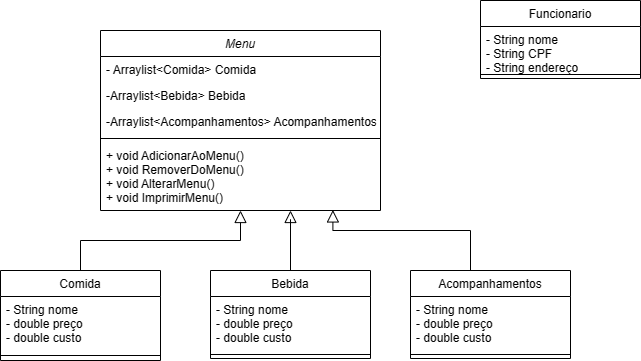 Funcionario
- String nome
- String CPF
- String endereço
Menu
- Arraylist<Comida> Comida
-Arraylist<Bebida> Bebida
-Arraylist<Acompanhamentos> Acompanhamentos
+ void AdicionarAoMenu()
+ void RemoverDoMenu()
+ void AlterarMenu()
+ void ImprimirMenu()
Comida
- String nome
- double preço
- double custo
Bebida
- String nome
- double preço
- double custo
Acompanhamentos
- String nome
- double preço
- double custo